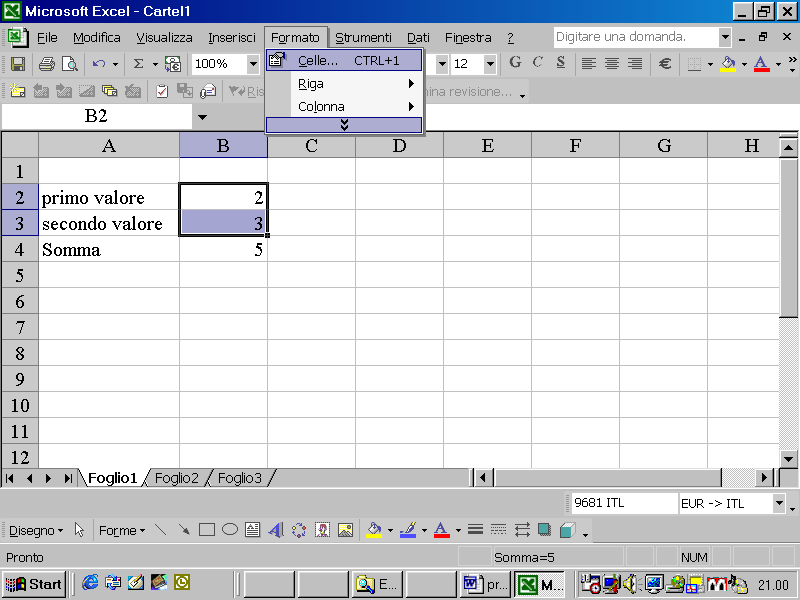 Microsoft Excel - Cartel1
File Modifica Visualizza Inserisci Formato Strumenti Dati Finestra ? Digitare una domanda.
Σ 100% 12 G C S €
Celle... CTRL+1
Riga
Colonna
Ris
ina revisione...
B2
A B C D E F G H
1
2 primo valore 2
3 secondo valore 3
4 Somma 5
5
6
7
8
9
10
11
12
Foglio1 Foglio2 Foglio3
9681 ITL EUR -> ITL
Disegno Forme A A
Pronto Somma=5 NUM
Start E... pr... M... 21.00